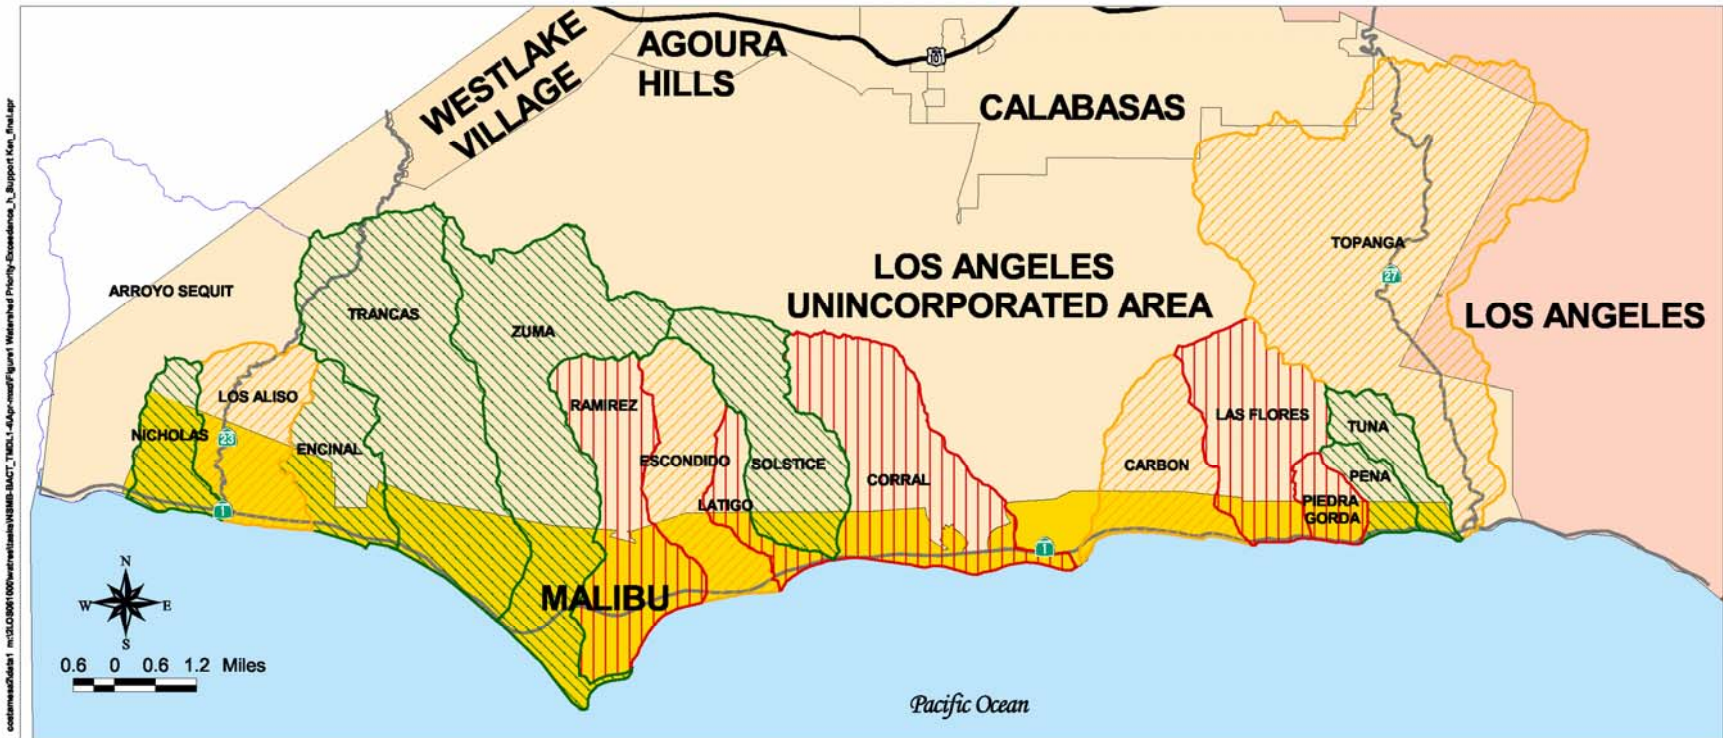 WESTLAKE
VILLAGE
AGOURA
HILLS
101
CALABASAS
TOPANGA
27
LOS ANGELES
UNINCORPORATED AREA
LOS ANGELES
ARROYO SEQUIT
TRANCAS
ZUMA
LOS ALISO
RAMIREZ
LAS FLORES
NICHOLAS
23
ENCINAL
ESCONDIDO
SOLSTICE
CORRAL
CARBON
TUNA
PENA
LATIGO
PIEDRA
GORDA
1
1
MALIBU
N
W
E
S
0.6 0 0.6 1.2 Miles
Pacific Ocean